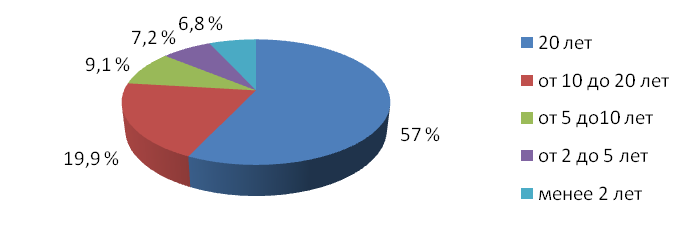 6,8 %
7,2 %
9,1 %
19,9 %
57 %
20 лет
от 10 до 20 лет
от 5 до10 лет
от 2 до 5 лет
менее 2 лет